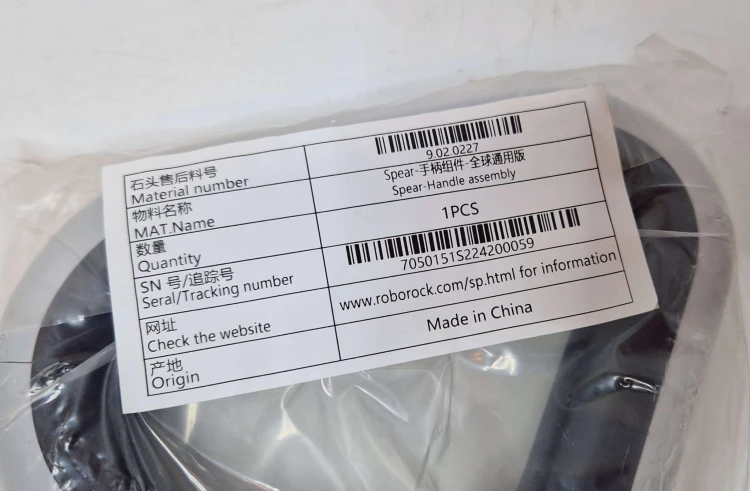 石头售后料号
Material number
9.02.0227
物料名称
MAT.Name
Spear-手柄组件-全球通用版
Spear-Handle assembly
数量
Quantity
1PCS
SN 号/追踪号
Seral/Tracking number
7050151S224200059
网址
Check the website
www.roborock.com/sp.html for information
产地
Origin
Made in China